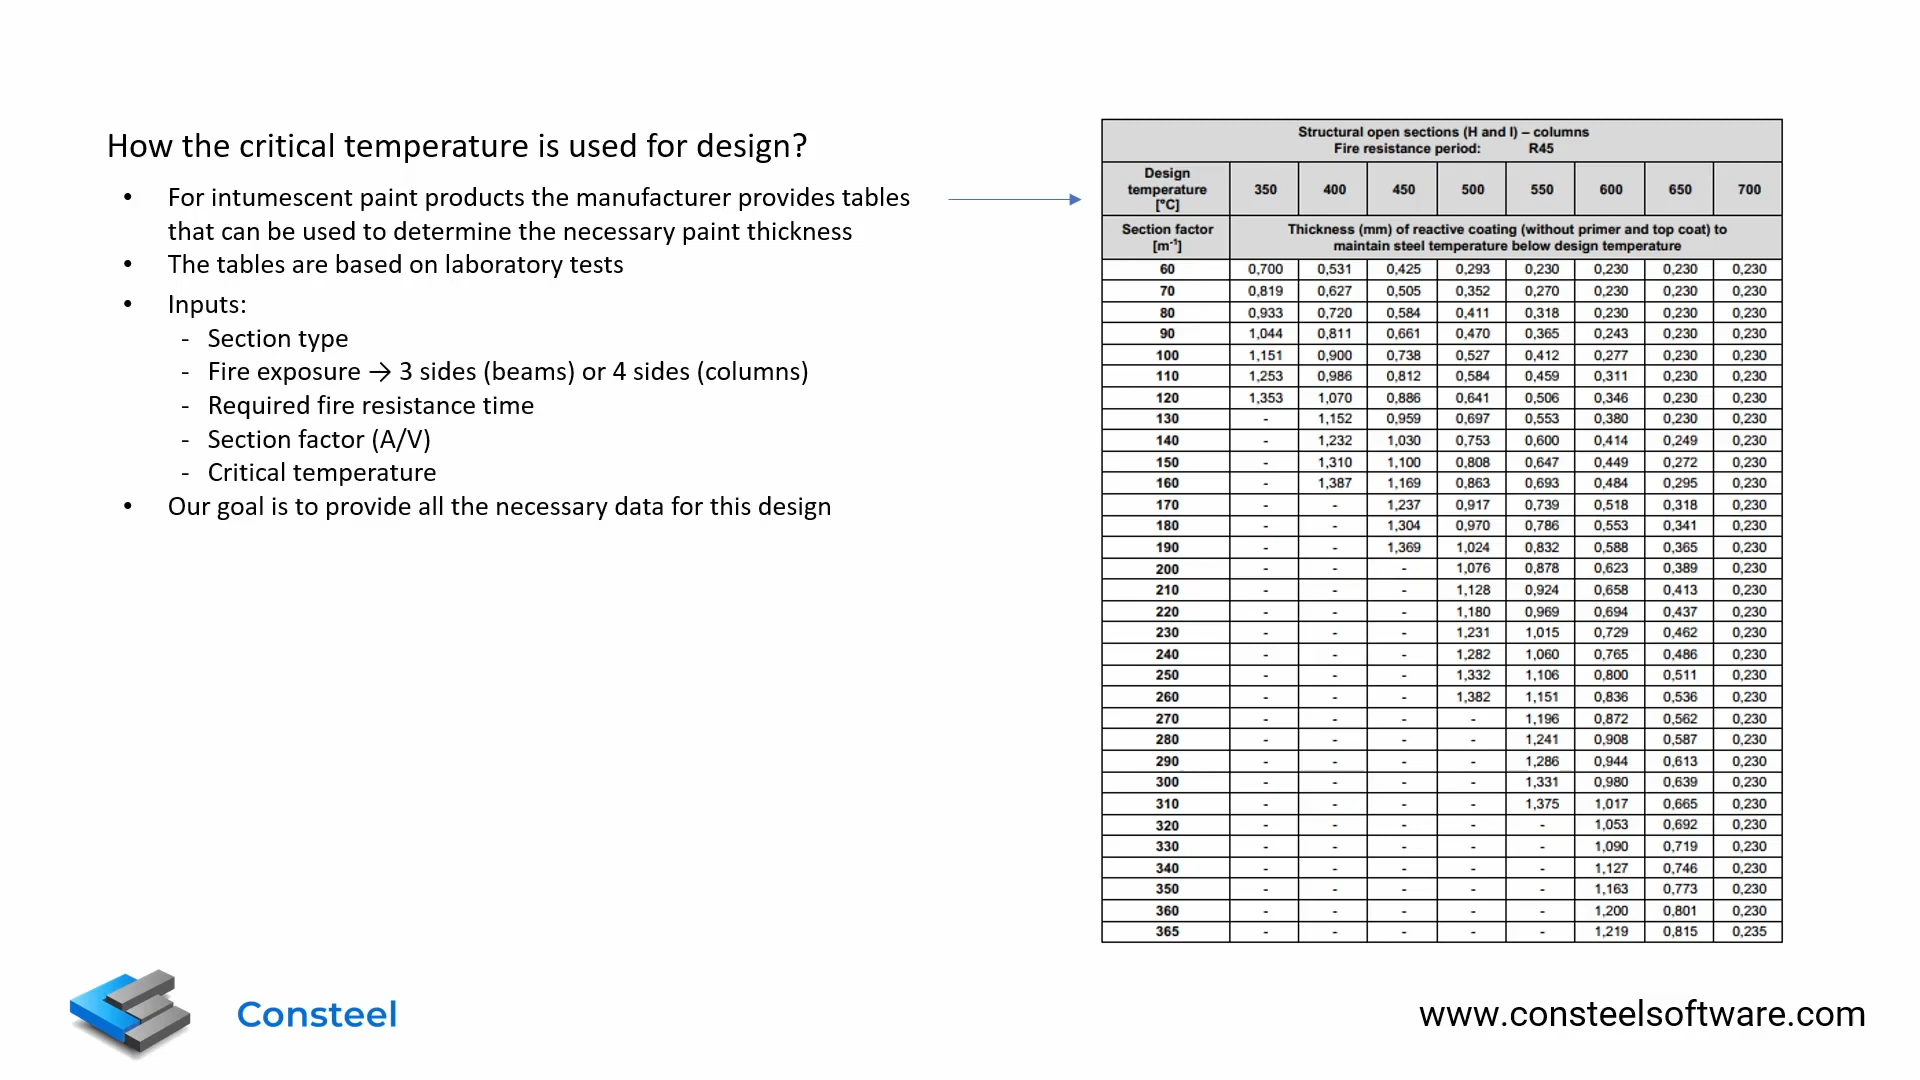 How the critical temperature is used for design?
• For intumescent paint products the manufacturer provides tables
that can be used to determine the necessary paint thickness
• The tables are based on laboratory tests
• Inputs:
- Section type
- Fire exposure → 3 sides (beams) or 4 sides (columns)
- Required fire resistance time
- Section factor (A/V)
- Critical temperature
• Our goal is to provide all the necessary data for this design
Structural open sections (H and I) – columns
Fire resistance period: R45
Design temperature [°C] 350 400 450 500 550 600 650 700
Section factor [m⁻¹] Thickness (mm) of reactive coating (without primer and top coat) to maintain steel temperature below design temperature
60 0,700 0,531 0,425 0,293 0,230 0,230 0,230 0,230
70 0,819 0,627 0,505 0,352 0,270 0,230 0,230 0,230
80 0,933 0,720 0,584 0,411 0,318 0,230 0,230 0,230
90 1,044 0,811 0,661 0,470 0,365 0,243 0,230 0,230
100 1,151 0,900 0,738 0,527 0,412 0,277 0,230 0,230
110 1,253 0,986 0,812 0,584 0,459 0,311 0,230 0,230
120 1,353 1,070 0,886 0,641 0,506 0,346 0,230 0,230
130 - 1,152 0,959 0,697 0,553 0,380 0,230 0,230
140 - 1,232 1,030 0,753 0,600 0,414 0,249 0,230
150 - 1,310 1,100 0,808 0,647 0,449 0,272 0,230
160 - 1,387 1,169 0,863 0,693 0,484 0,295 0,230
170 - - 1,237 0,917 0,739 0,518 0,318 0,230
180 - - 1,304 0,970 0,786 0,553 0,341 0,230
190 - - 1,369 1,024 0,832 0,588 0,365 0,230
200 - - - 1,076 0,878 0,623 0,389 0,230
210 - - - 1,128 0,924 0,658 0,413 0,230
220 - - - 1,180 0,969 0,694 0,437 0,230
230 - - - 1,231 1,015 0,729 0,462 0,230
240 - - - 1,282 1,060 0,765 0,486 0,230
250 - - - 1,332 1,106 0,800 0,511 0,230
260 - - - 1,382 1,151 0,836 0,536 0,230
270 - - - - 1,196 0,872 0,562 0,230
280 - - - - 1,241 0,908 0,587 0,230
290 - - - - 1,286 0,944 0,613 0,230
300 - - - - 1,331 0,980 0,639 0,230
310 - - - - 1,375 1,017 0,665 0,230
320 - - - - - 1,053 0,692 0,230
330 - - - - - 1,090 0,719 0,230
340 - - - - - 1,127 0,746 0,230
350 - - - - - 1,163 0,773 0,230
360 - - - - - 1,200 0,801 0,230
365 - - - - - 1,219 0,815 0,235
Consteel
www.consteelsoftware.com